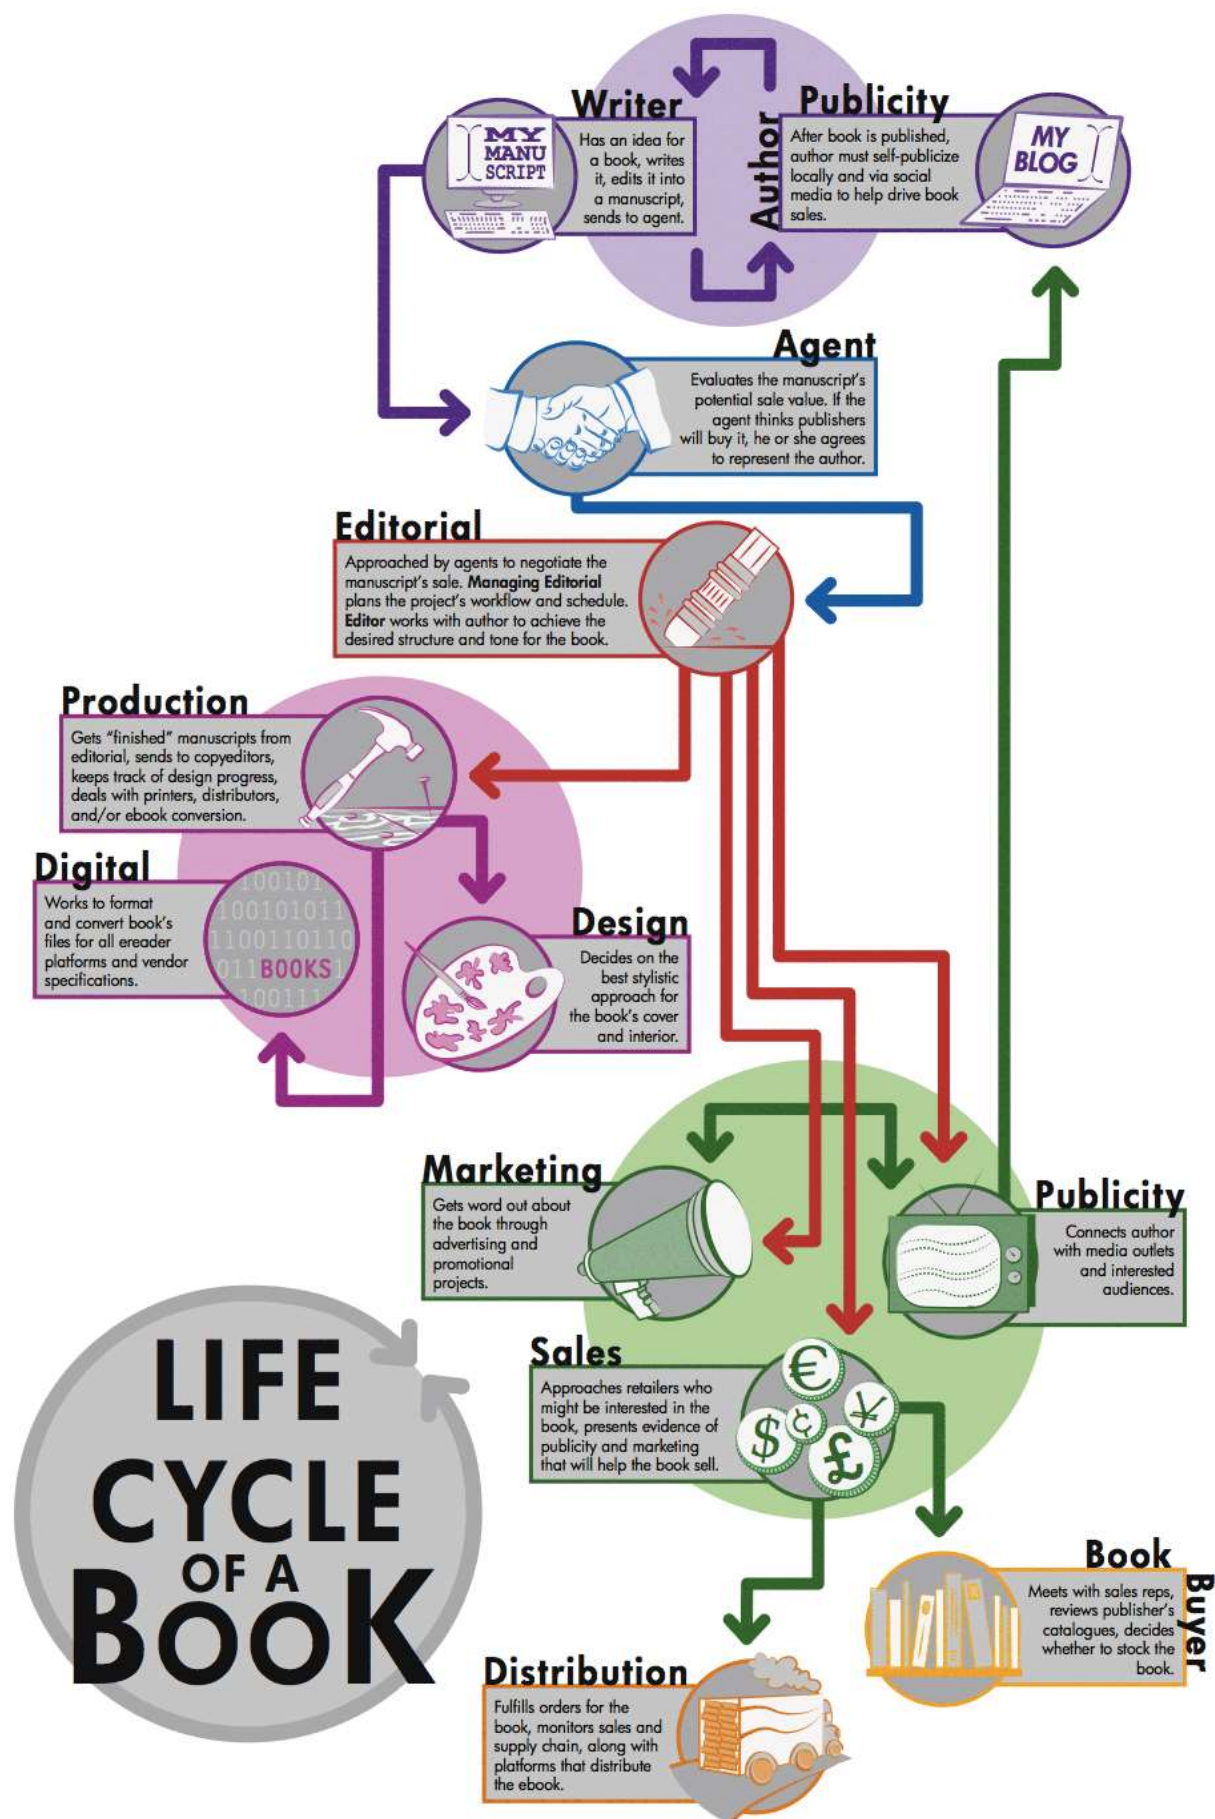 Writer
Has an idea for
a book, writes
it, edits it into
a manuscript,
sends to agent.
MY
MANU
SCRIPT
Author
Publicity
After book is published,
author must self-publicize
locally and via social
media to help drive book
sales.
MY
BLOG
Agent
Evaluates the manuscript's
potential sale value. If the
agent thinks publishers
will buy it, he or she agrees
to represent the author.
Editorial
Approached by agents to negotiate the
manuscript's sale. Managing Editorial
plans the project's workflow and schedule.
Editor works with author to achieve the
desired structure and tone for the book.
Production
Gets "finished" manuscripts from
editorial, sends to copyeditors,
keeps track of design progress,
deals with printers, distributors,
and/or ebook conversion.
Digital
Works to format
and convert book's
files for all ereader
platforms and vendor
specifications.
100101
100101011
1100110110
011BOOKS1
100111
Design
Decides on the
best stylistic
approach for
the book's cover
and interior.
Marketing
Gets word out about
the book through
advertising and
promotional
projects.
Publicity
Connects author
with media outlets
and interested
audiences.
Sales
Approaches retailers who
might be interested in the
book, presents evidence of
publicity and marketing
that will help the book sell.
€
$ ¢ ¥
£
LIFE
CYCLE
OF A
BOOK
Book
Buyer
Meets with sales reps,
reviews publisher's
catalogues, decides
whether to stock the
book.
Distribution
Fulfills orders for the
book, monitors sales and
supply chain, along with
platforms that distribute
the ebook.